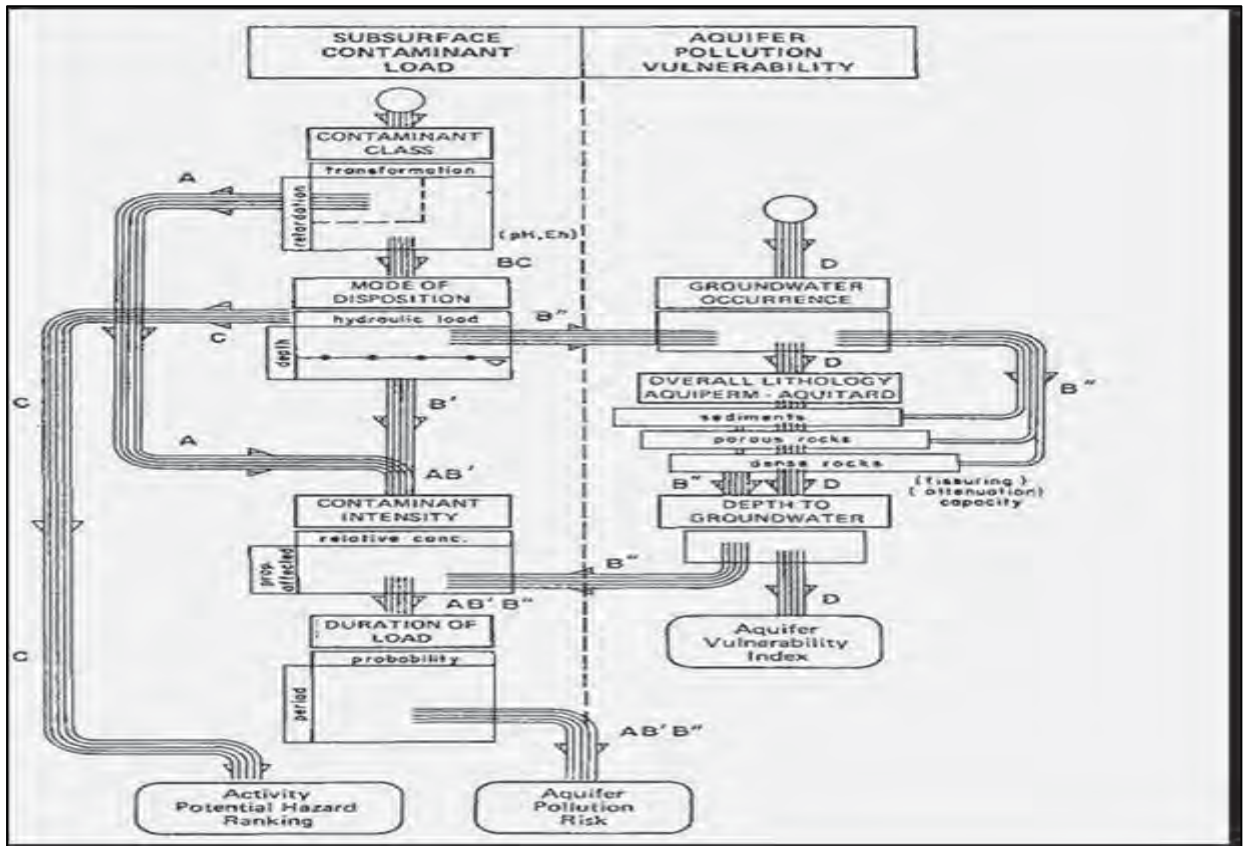 SUBSURFACE
CONTAMINANT
LOAD
AQUIFER
POLLUTION
VULNERABILITY
CONTAMINANT
CLASS
transformation
retardation
A
(pH, Eh)
BC
MODE OF
DISPOSITION
hydraulic load
depth
C
B"
C
B'
A
AB'
CONTAMINANT
INTENSITY
relative conc.
prop.
affected
B"
AB'B"
DURATION OF
LOAD
probability
period
C
AB'B"
Activity
Potential Hazard
Ranking
Aquifer
Pollution
Risk
D
GROUNDWATER
OCCURRENCE
D
B"
OVERALL LITHOLOGY
AQUIPERM - AQUITARD
sediments
porous rocks
dense rocks
(fissuring)
(attenuation)
capacity
B"
D
DEPTH TO
GROUNDWATER
D
Aquifer
Vulnerability
Index